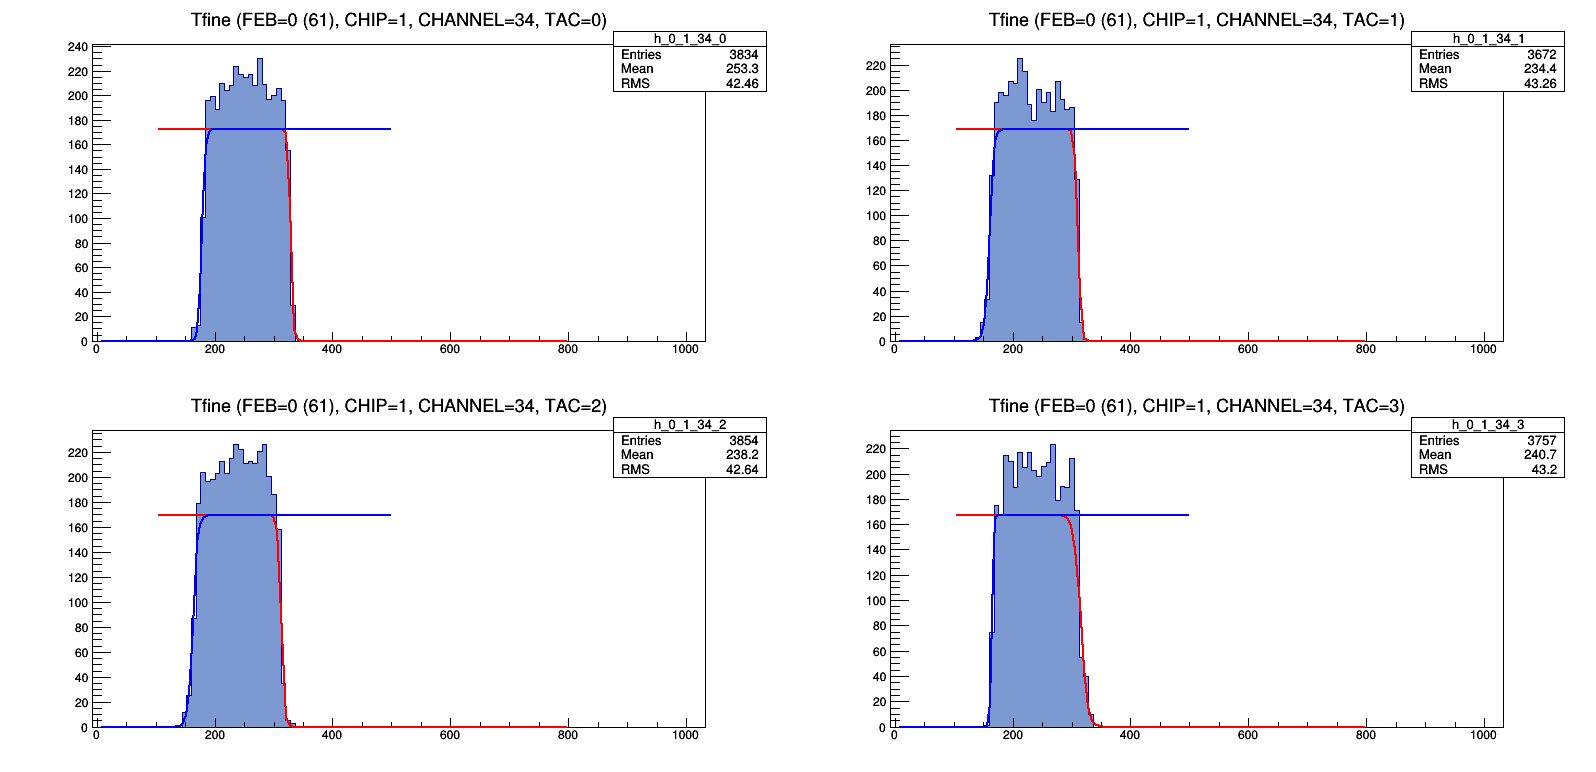 Tfine (FEB=0 (61), CHIP=1, CHANNEL=34, TAC=0)
h_0_1_34_0
Entries 3834
Mean 253.3
RMS 42.46
240
220
200
180
160
140
120
100
80
60
40
20
0
0 200 400 600 800 1000
Tfine (FEB=0 (61), CHIP=1, CHANNEL=34, TAC=1)
h_0_1_34_1
Entries 3672
Mean 234.4
RMS 43.26
220
200
180
160
140
120
100
80
60
40
20
0
0 200 400 600 800 1000
Tfine (FEB=0 (61), CHIP=1, CHANNEL=34, TAC=2)
h_0_1_34_2
Entries 3854
Mean 238.2
RMS 42.64
220
200
180
160
140
120
100
80
60
40
20
0
0 200 400 600 800 1000
Tfine (FEB=0 (61), CHIP=1, CHANNEL=34, TAC=3)
h_0_1_34_3
Entries 3757
Mean 240.7
RMS 43.2
220
200
180
160
140
120
100
80
60
40
20
0
0 200 400 600 800 1000